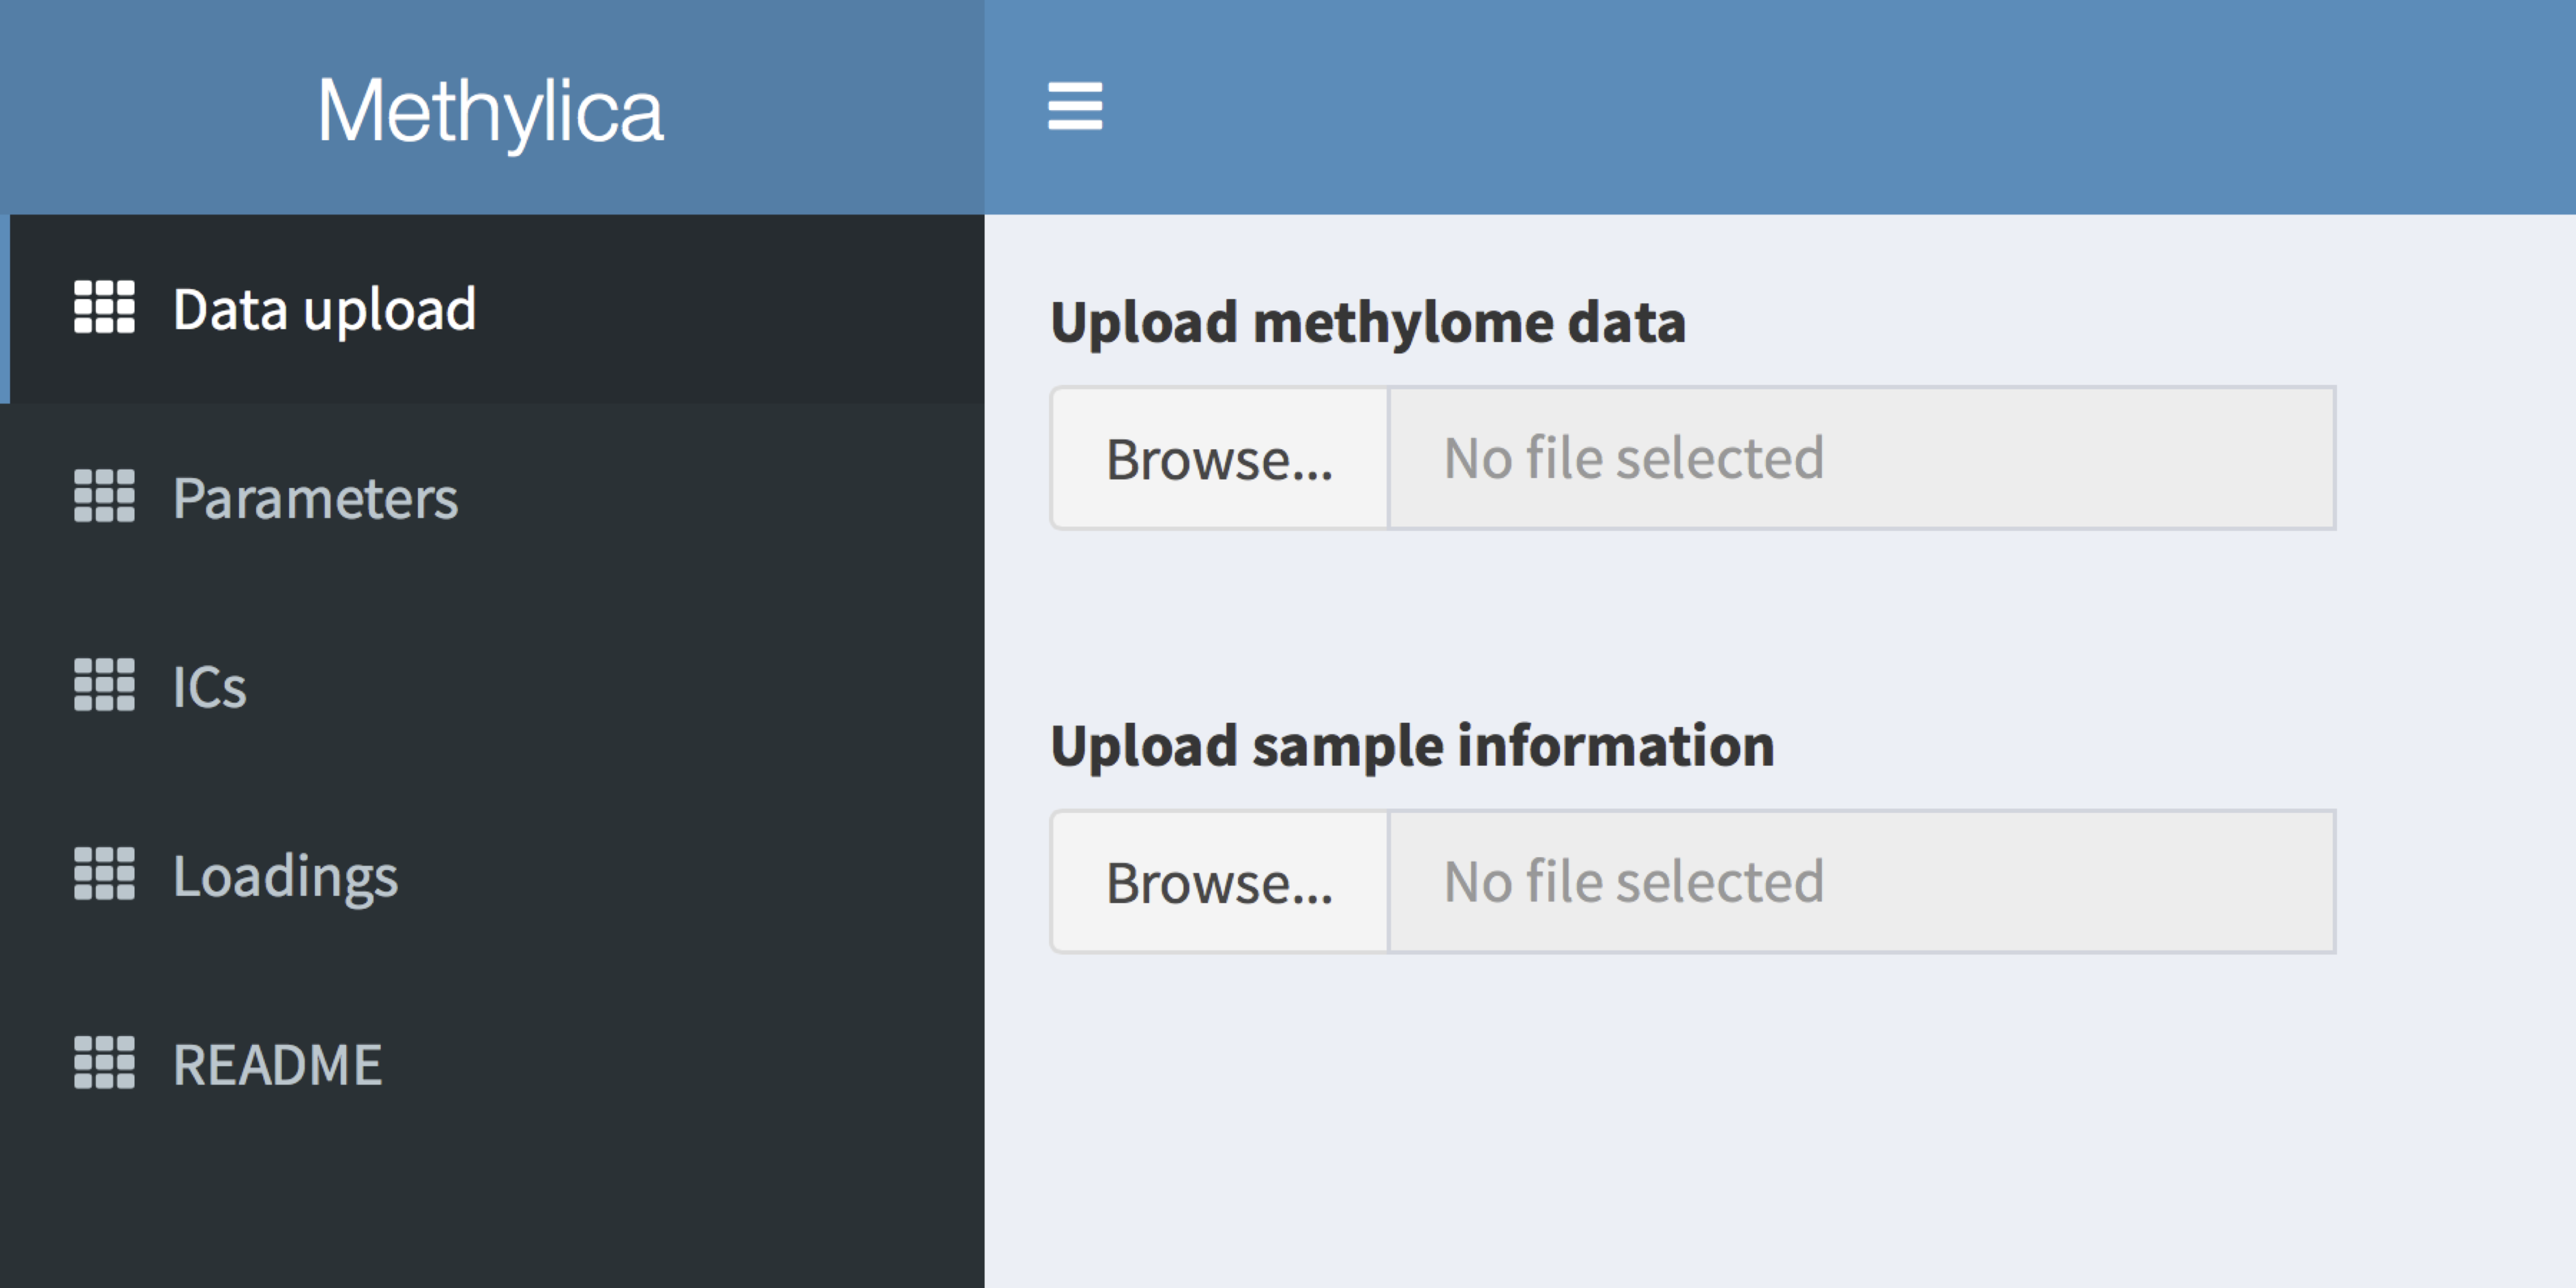 Methylica
Data upload
Parameters
ICs
Loadings
README
Upload methylome data
Browse... No file selected
Upload sample information
Browse... No file selected